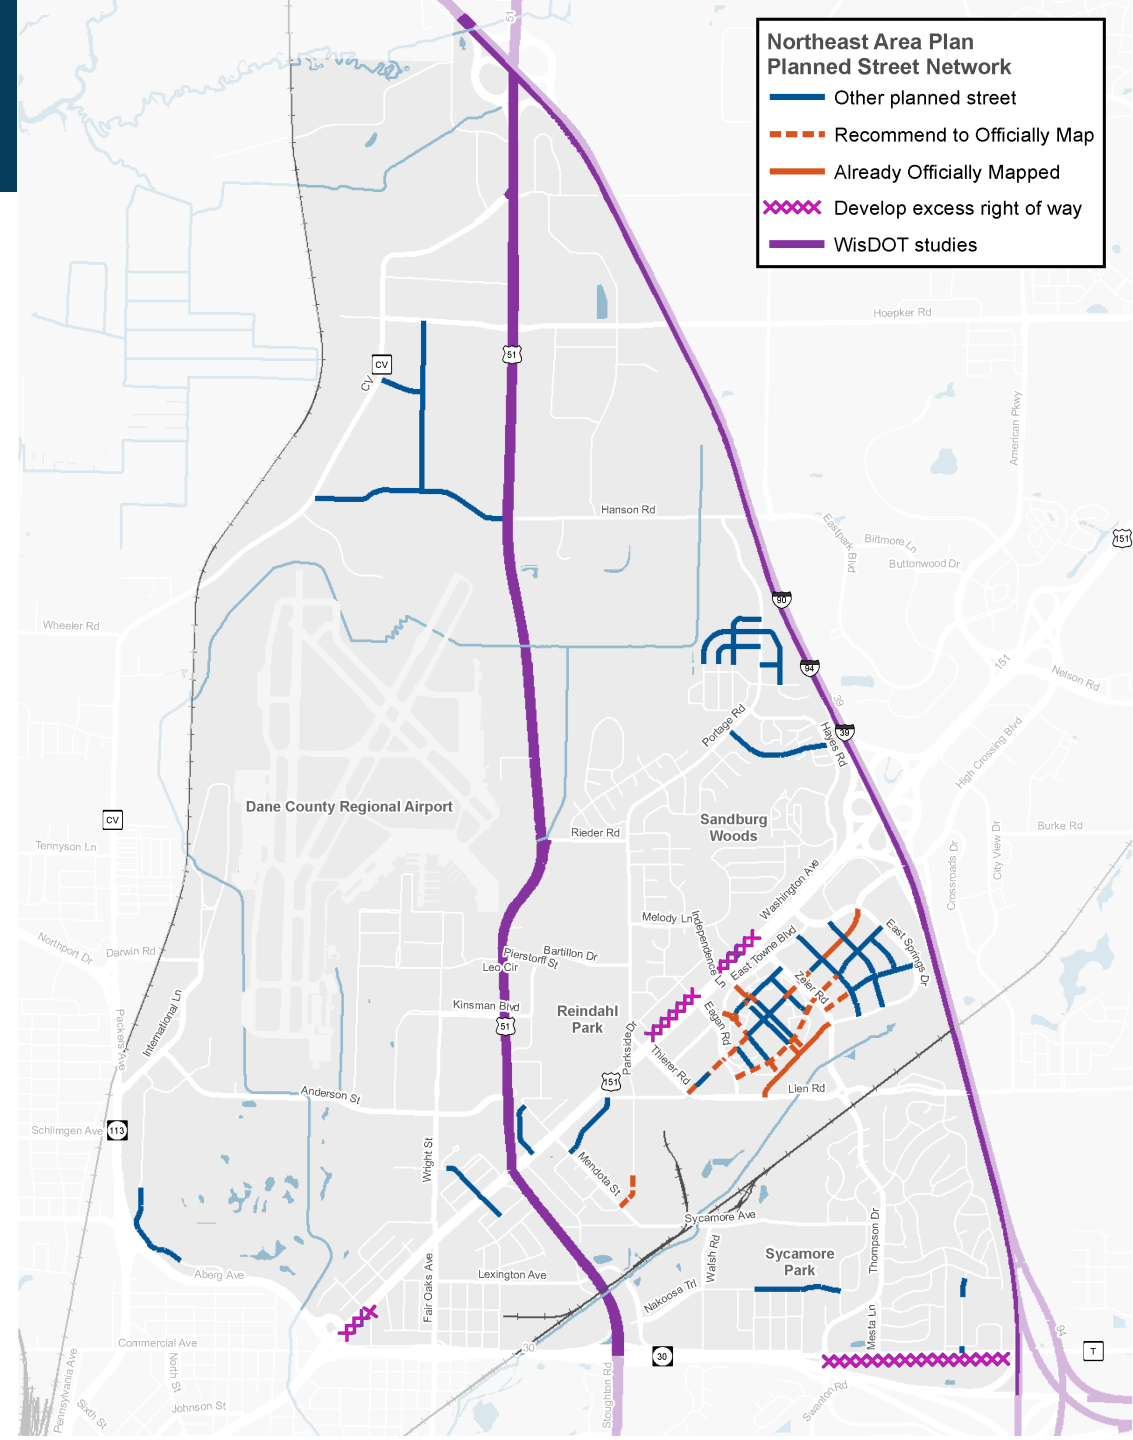 51
Northeast Area Plan
Planned Street Network
Other planned street
Recommend to Officially Map
Already Officially Mapped
Develop excess right of way
WisDOT studies
Hoepker Rd
51
CV
CV
American Pkwy
Hanson Rd
Eastpark Blvd
Biltmore Ln
Buttonwood Dr
151
90
Wheeler Rd
94
151
Nelson Rd
39
39
Portage Rd
Hayes Rd
High Crossing Blvd
Dane County Regional Airport
CV
Sandburg
Woods
Rieder Rd
Burke Rd
City View Dr
Tennyson Ln
Crossroads Dr
Washington Ave
Melody Ln
Independence Ln
East Towne Blvd
East Springs Dr
Northport Dr
Darwin Rd
Bartillon Dr
Pierstorff St
Leo Cir
Zeier Rd
Kinsman Blvd
Reindahl
Park
51
Eagan Rd
International Ln
Packers Ave
Parkside Dr
Thierer Rd
151
Lien Rd
Anderson St
Schlimgen Ave
113
Wright St
Mendota St
Sycamore Ave
Thompson Dr
Walsh Rd
Sycamore
Park
Aberg Ave
Lexington Ave
Fair Oaks Ave
Nakoosa Trl
Mesta Ln
Commercial Ave
30
30
94
T
North St
Pennsylvania Ave
Sixth St
Johnson St
Stoughton Rd
Swanton Rd